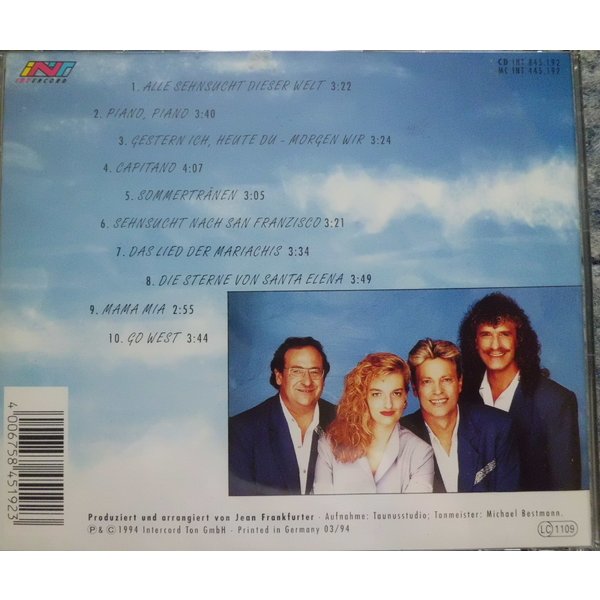 INT
INTERCORD
CD INT 845.192
MC INT 445.192
1. ALLE SEHNSUCHT DIESER WELT 3:22
2. PIANO, PIANO 3:40
3. GESTERN ICH, HEUTE DU - MORGEN WIR 3:24
4. CAPITANO 4:07
5. SOMMERTRÄNEN 3:05
6. SEHNSUCHT NACH SAN FRANZISCO 3:21
7. DAS LIED DER MARIACHIS 3:34
8. DIE STERNE VON SANTA ELENA 3:49
9. MAMA MIA 2:55
10. GO WEST 3:44
4 006758 451923
Produziert und arrangiert von Jean Frankfurter · Aufnahme: Taunusstudio; Tonmeister: Michael Bestmann.
℗ & © 1994 Intercord Ton GmbH · Printed in Germany 03/94
LC 1109